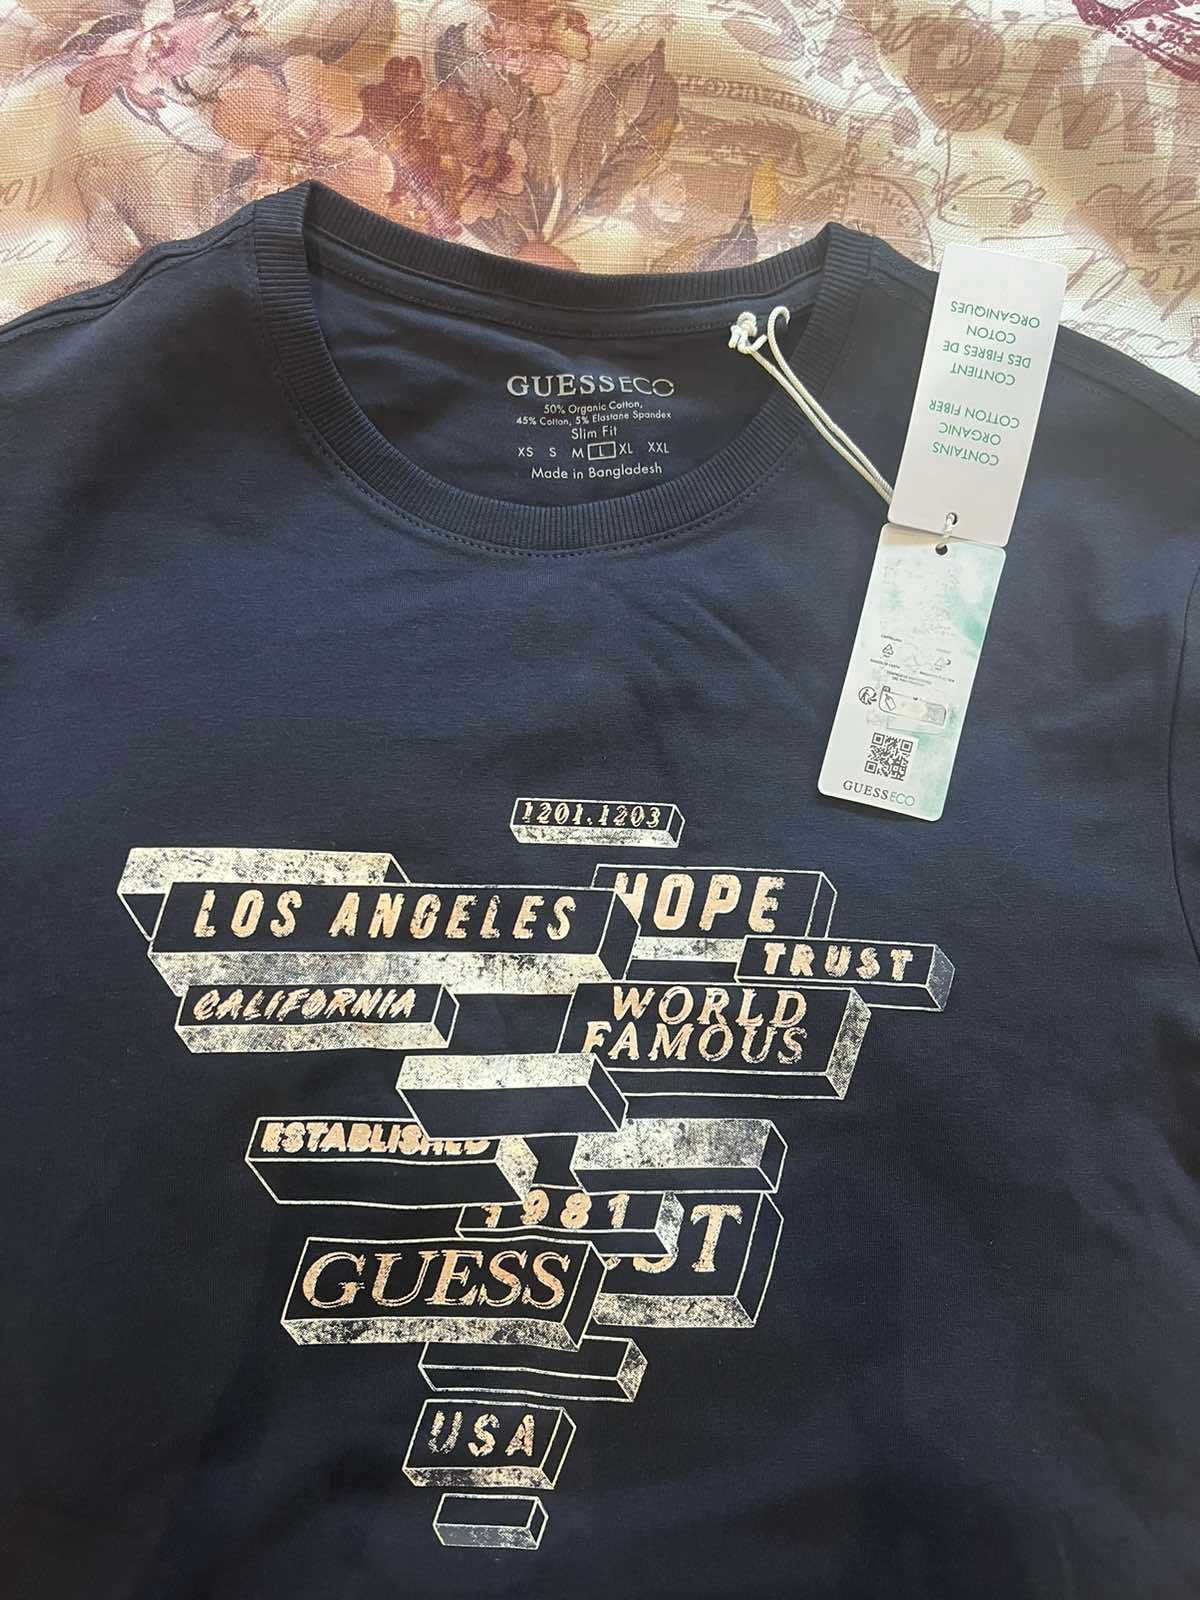 GUESSECO
50% Organic Cotton,
45% Cotton, 5% Elastane Spandex
Slim Fit
XS S M L XL XXL
Made in Bangladesh
CONTAINS
ORGANIC
COTTON FIBER
CONTIENT
DES FIBRES DE
COTON
ORGANIQUES
GUESSECO
1201.1203
LOS ANGELES
HOPE
TRUST
CALIFORNIA
WORLD
FAMOUS
ESTABLISHED
1981
GUESS
USA